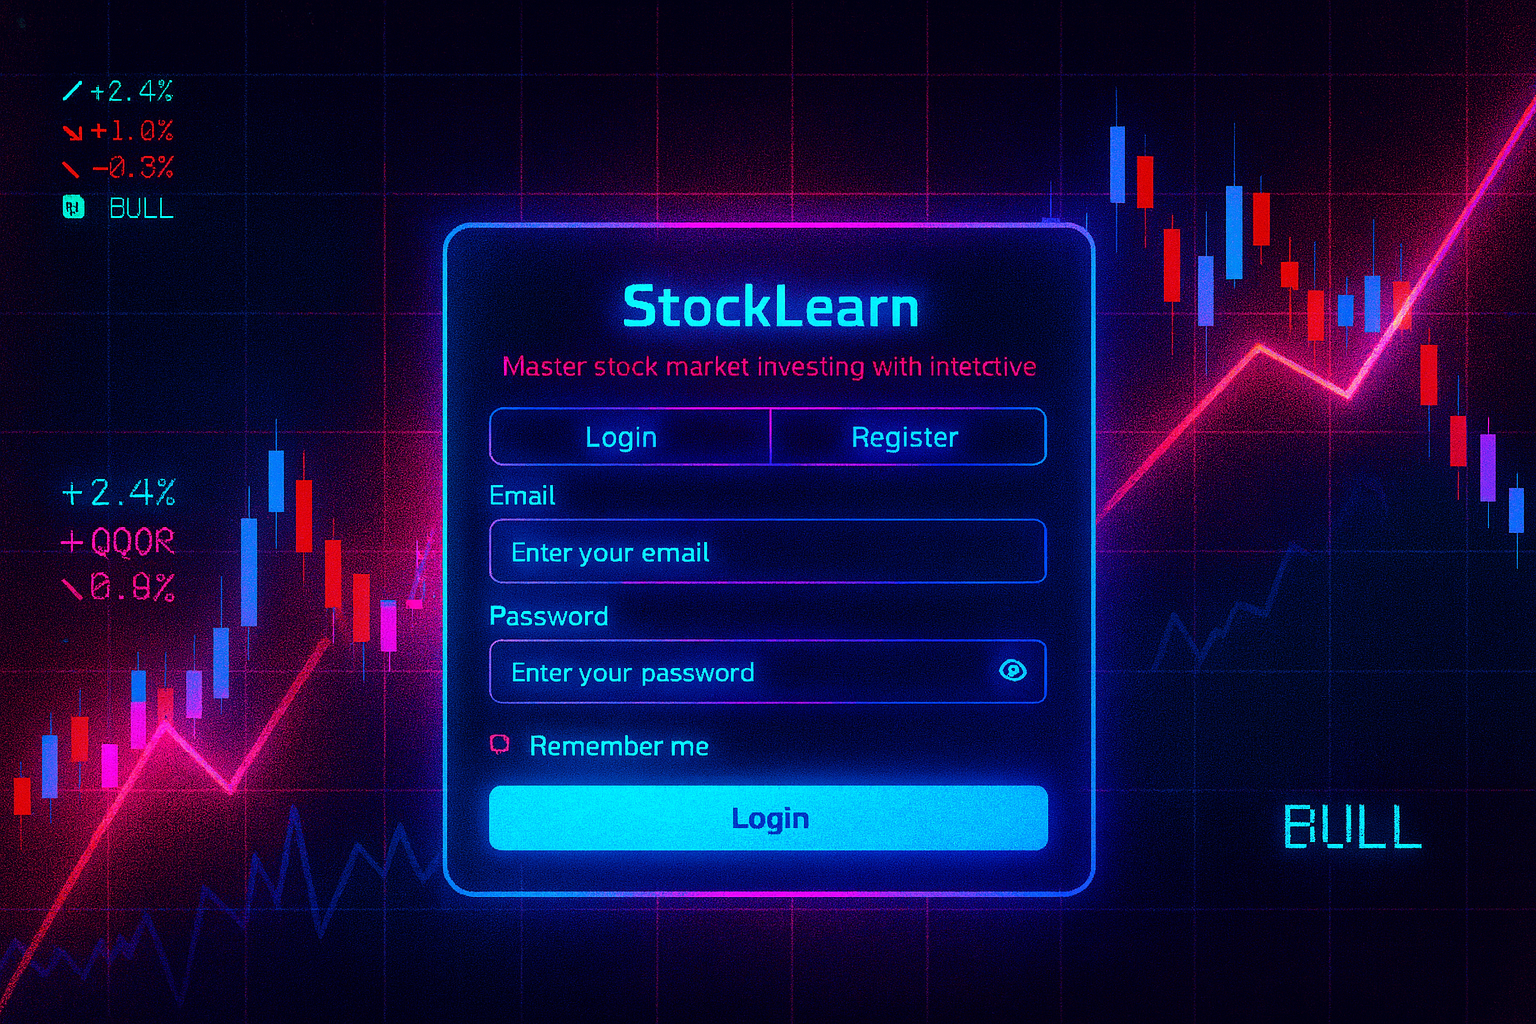 +2.4%
+1.0%
-0.3%
BULL
StockLearn
Master stock market investing with intetctive
Login
Register
Email
Enter your email
Password
Enter your password
Remember me
Login
+2.4%
+QQOR
0.8%
BULL